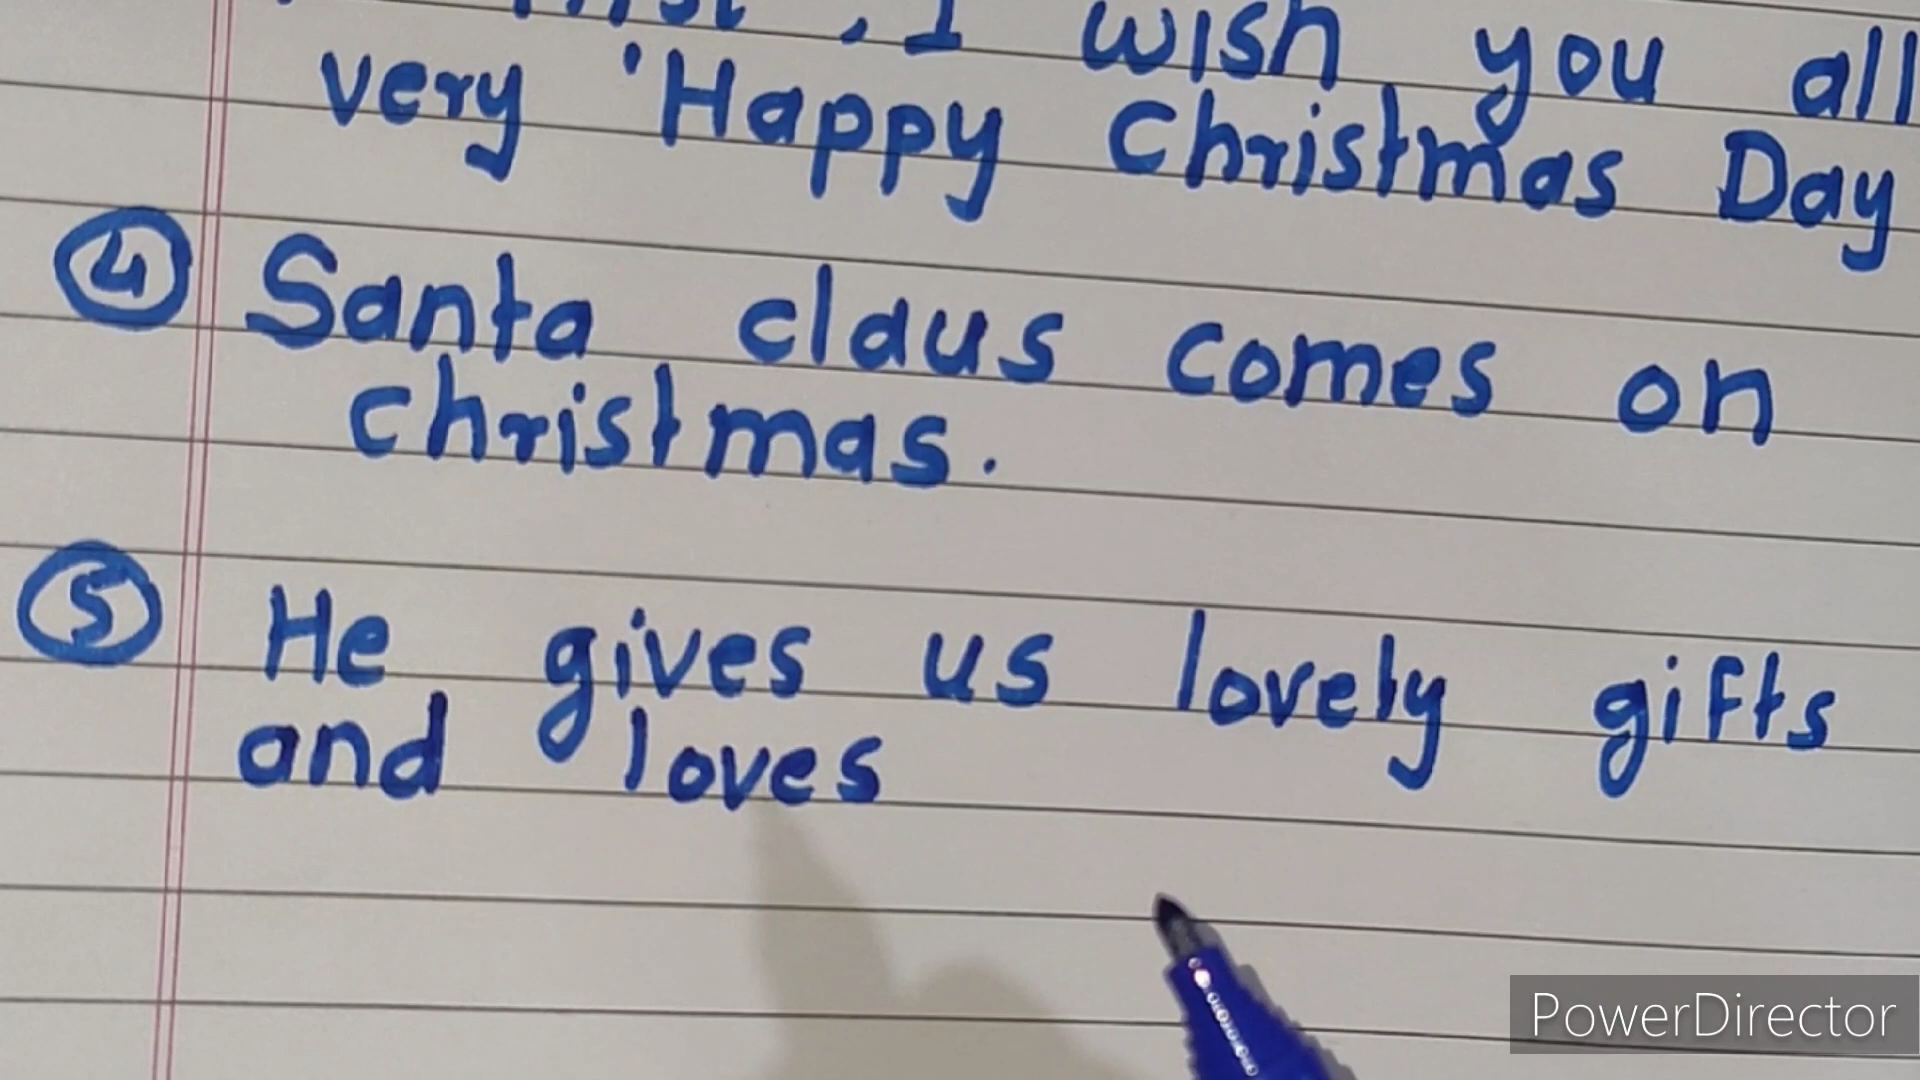 , I wish you all
very 'Happy Christmas Day
4 Santa claus comes on
christmas.
5 He gives us lovely gifts
and loves
PowerDirector